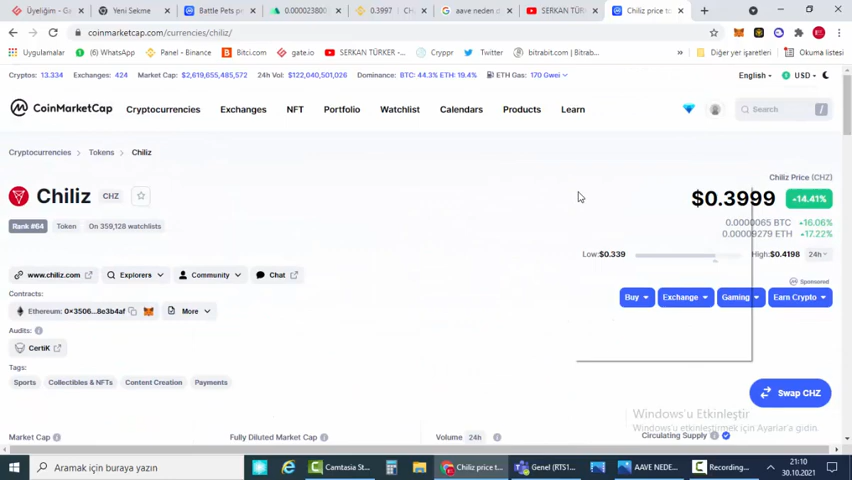 Üyeliğim - Ga
Yeni Sekme
Battle Pets pr
0.000023800
0.3997 CH
aave neden d
SERKAN TÜR
Chiliz price to
coinmarketcap.com/currencies/chiliz/
Uygulamalar
(6) WhatsApp
Panel - Binance
Bitci.com
gate.io
SERKAN TÜRKER -
Cryppr
Twitter
bitrabit.com | Bitrab...
»
Diğer yer işaretleri
Okuma listesi
Cryptos: 13.334 Exchanges: 424 Market Cap: $2,619,655,485,572 24h Vol: $122,040,501,026 Dominance: BTC: 44.3% ETH: 19.4% ETH Gas: 170 Gwei
English
USD
CoinMarketCap
Cryptocurrencies
Exchanges
NFT
Portfolio
Watchlist
Calendars
Products
Learn
Search /
Cryptocurrencies > Tokens > Chiliz
Chiliz CHZ
Rank #64
Token
On 359,128 watchlists
Chiliz Price (CHZ)
$0.3999 14.41%
0.0000065 BTC 16.06%
0.00009279 ETH 17.22%
Low: $0.339
High: $0.4198
24h
Sponsored
Buy
Exchange
Gaming
Earn Crypto
www.chiliz.com
Explorers
Community
Chat
Contracts:
Ethereum: 0x3506...8e3b4af
More
Audits:
CertiK
Tags:
Sports
Collectibles & NFTs
Content Creation
Payments
Swap CHZ
Windows'u Etkinleştir
Windows'u etkinleştirmek için Ayarlar'a gidin.
Market Cap
Fully Diluted Market Cap
Volume 24h
Circulating Supply
Aramak için buraya yazın
Camtasia St...
Chiliz price t...
Genel (RTS1...
AAVE NEDE...
Recording...
21:10
30.10.2021